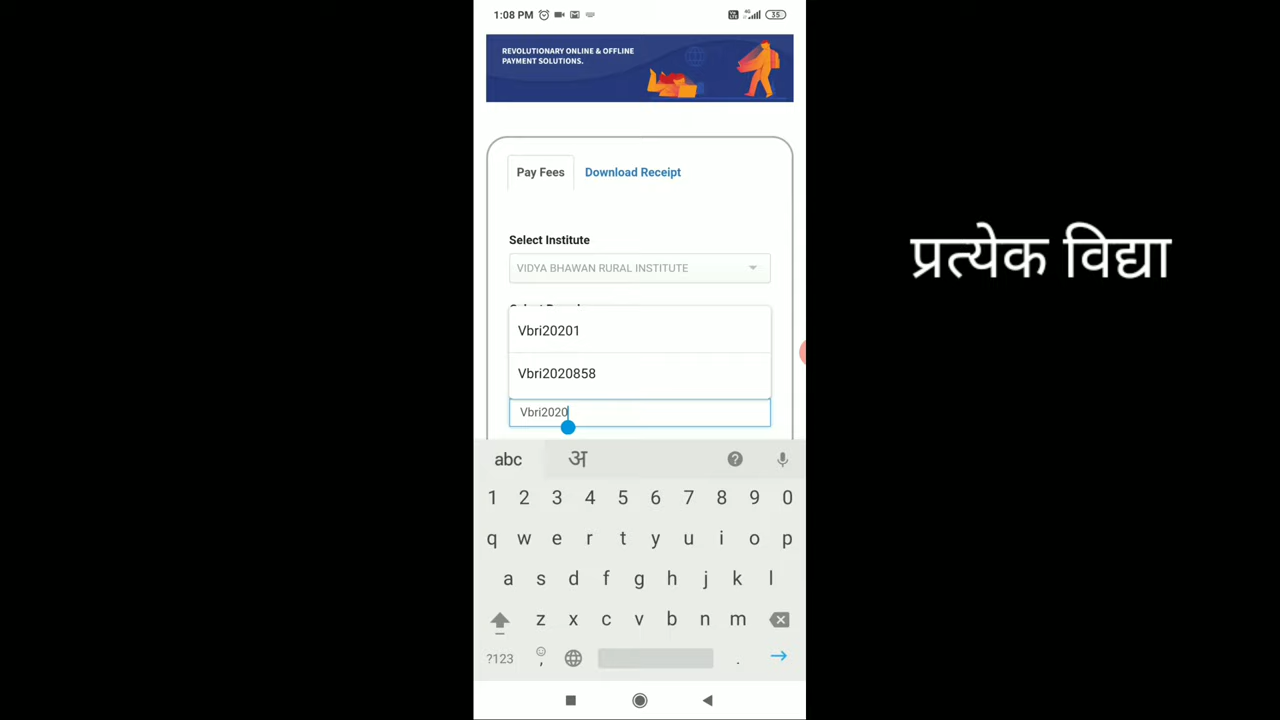 1:08 PM
35
REVOLUTIONARY ONLINE & OFFLINE
PAYMENT SOLUTIONS.
Pay Fees
Download Receipt
Select Institute
VIDYA BHAWAN RURAL INSTITUTE
Vbri20201
Vbri2020858
Vbri2020
abc अ
1 2 3 4 5 6 7 8 9 0
q w e r t y u i o p
a s d f g h j k l
z x c v b n m
?123 , .
प्रत्येक विद्या